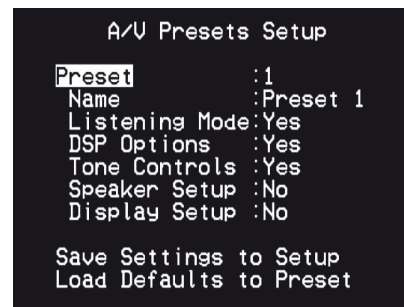 A/V Presets Setup
Preset :1
Name :Preset 1
Listening Mode:Yes
DSP Options :Yes
Tone Controls :Yes
Speaker Setup :No
Display Setup :No
Save Settings to Setup
Load Defaults to Preset